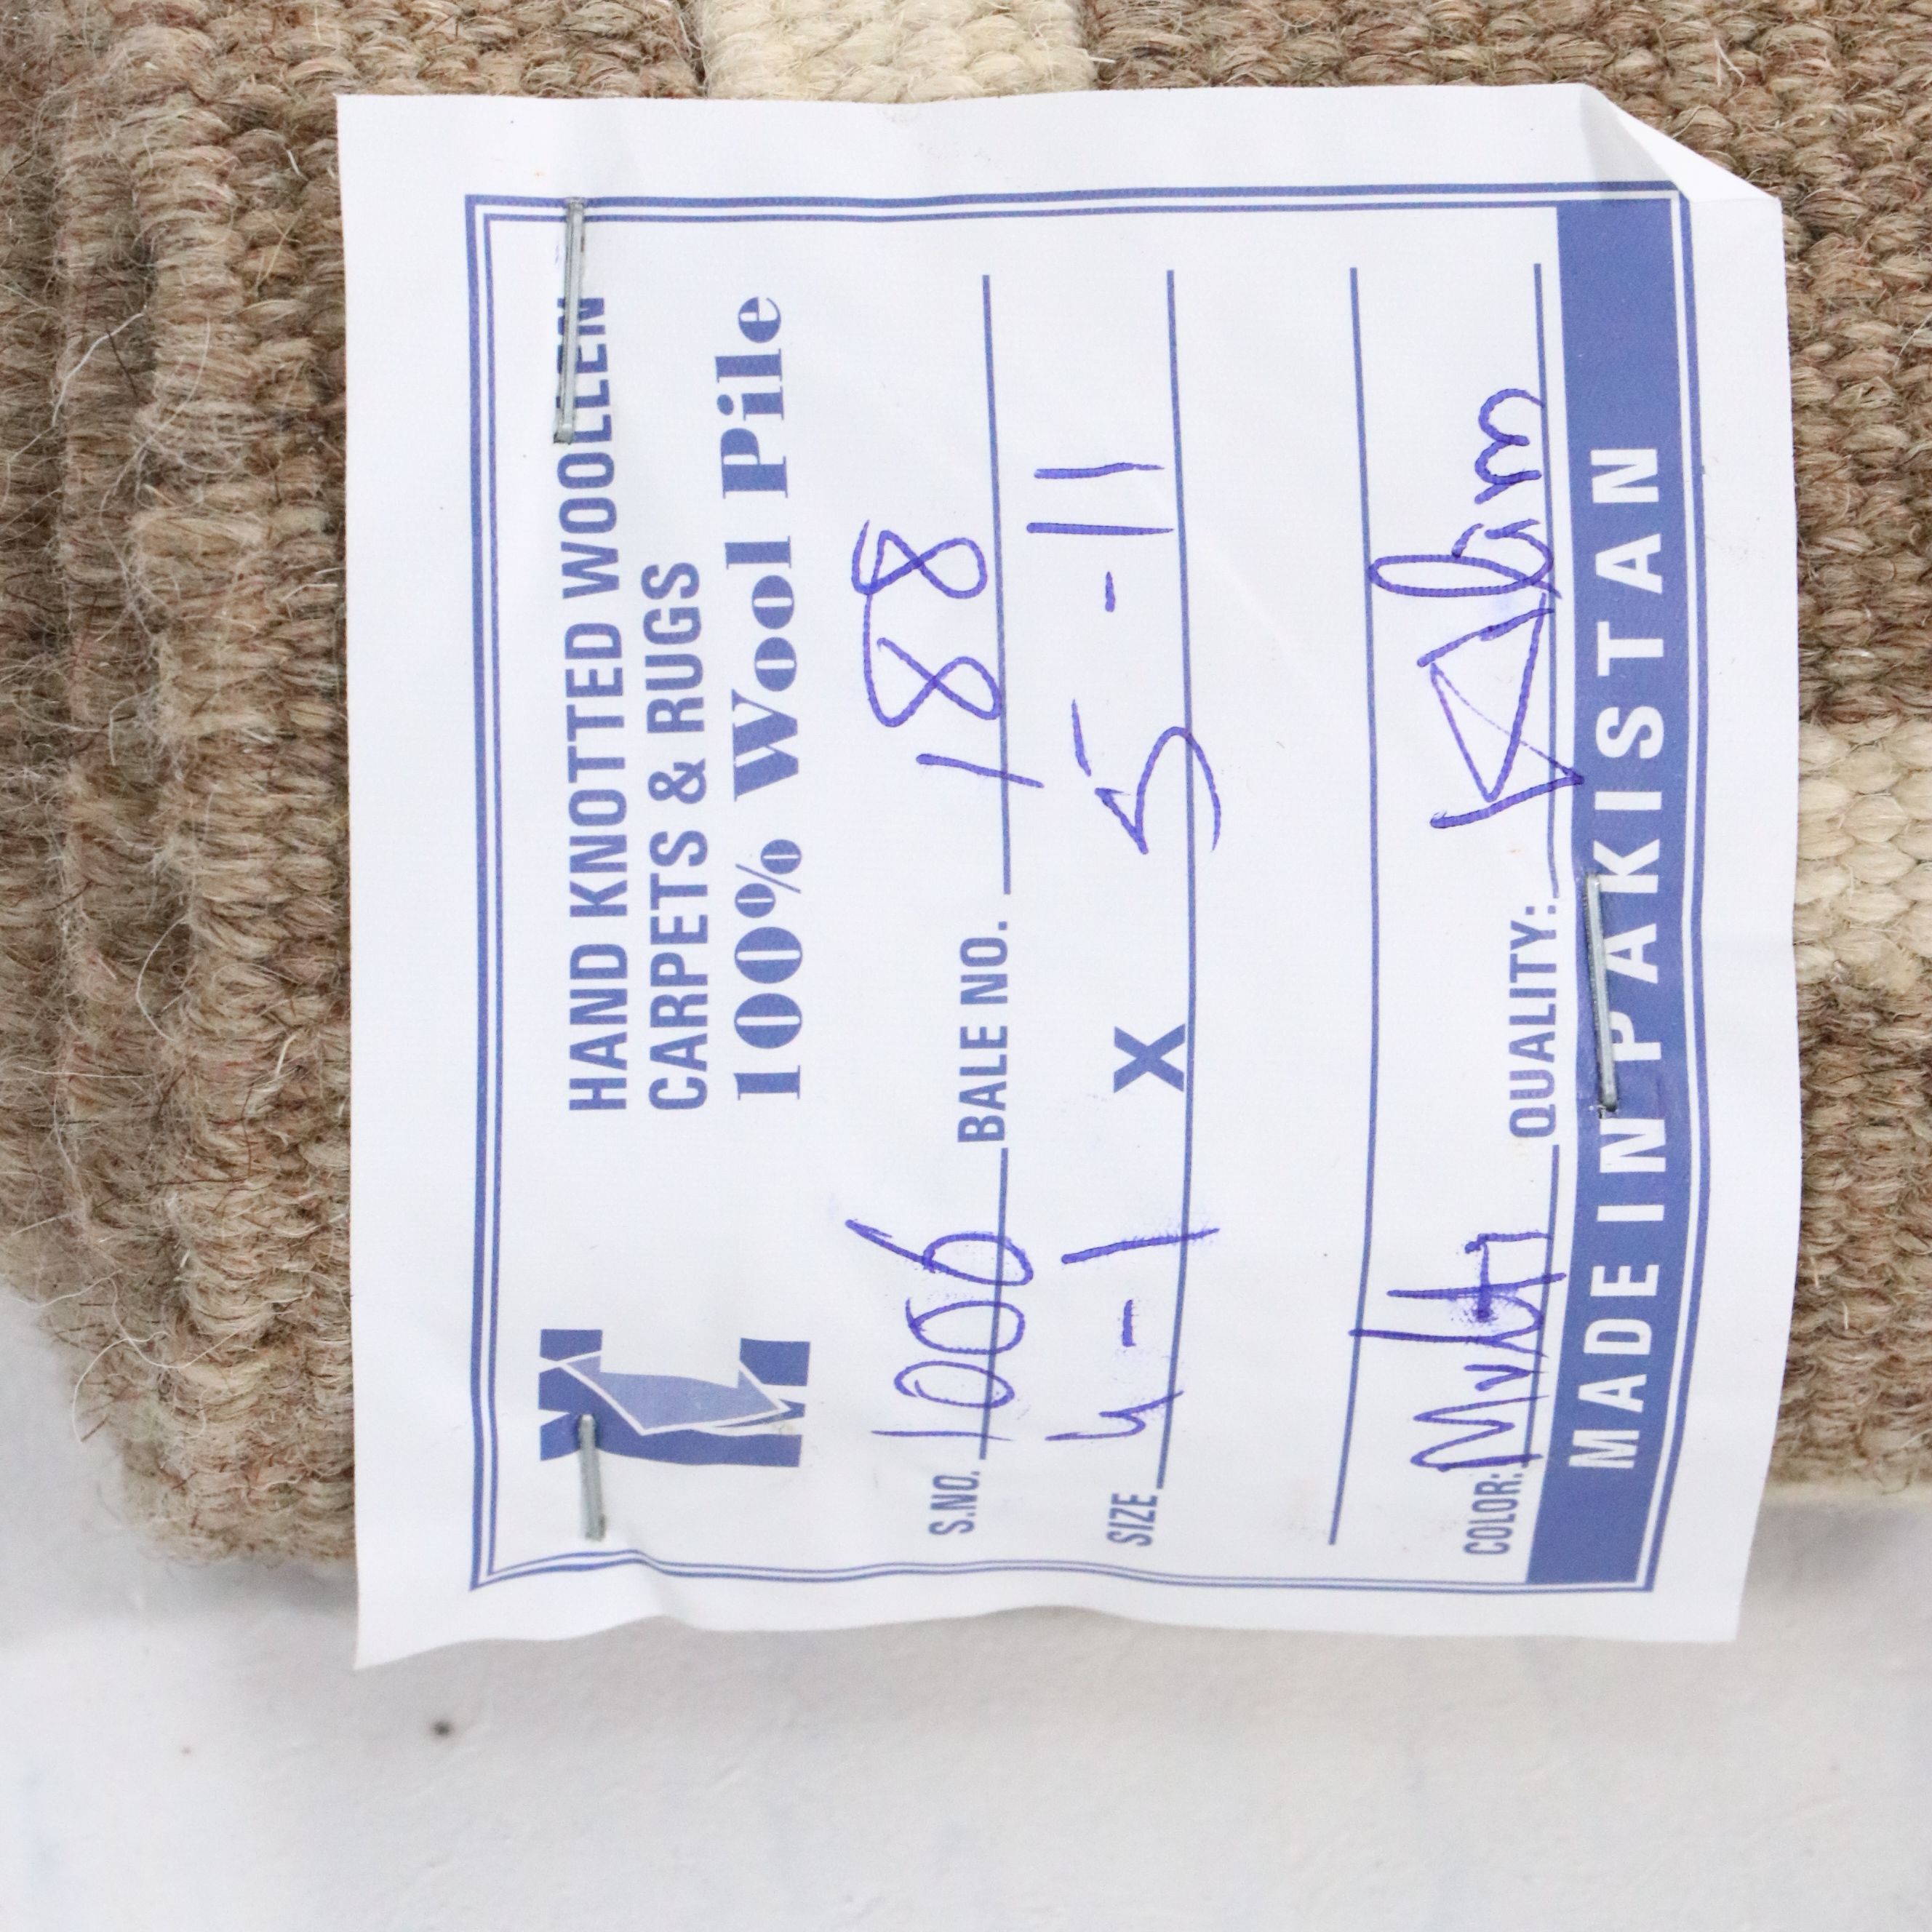 HAND KNOTTED WOOLLEN
CARPETS & RUGS
100% Wool Pile
S.NO. 1006 BALE NO. 188
SIZE 4-1 X 5-11
COLOR: Multi QUALITY:
MADE IN PAKISTAN